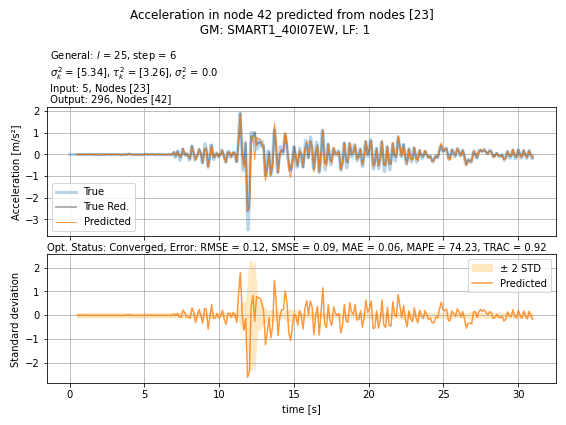 Acceleration in node 42 predicted from nodes [23]
GM: SMART1_40I07EW, LF: 1
General: l = 25, step = 6
σ²ₖ = [5.34], τ²ₖ = [3.26], σ²ε = 0.0
Input: 5, Nodes [23]
Output: 296, Nodes [42]
Acceleration [m/s²]
2
1
0
−1
−2
−3
True
True Red.
Predicted
Opt. Status: Converged, Error: RMSE = 0.12, SMSE = 0.09, MAE = 0.06, MAPE = 74.23, TRAC = 0.92
Standard deviation
2
1
0
−1
−2
± 2 STD
Predicted
0 5 10 15 20 25 30
time [s]